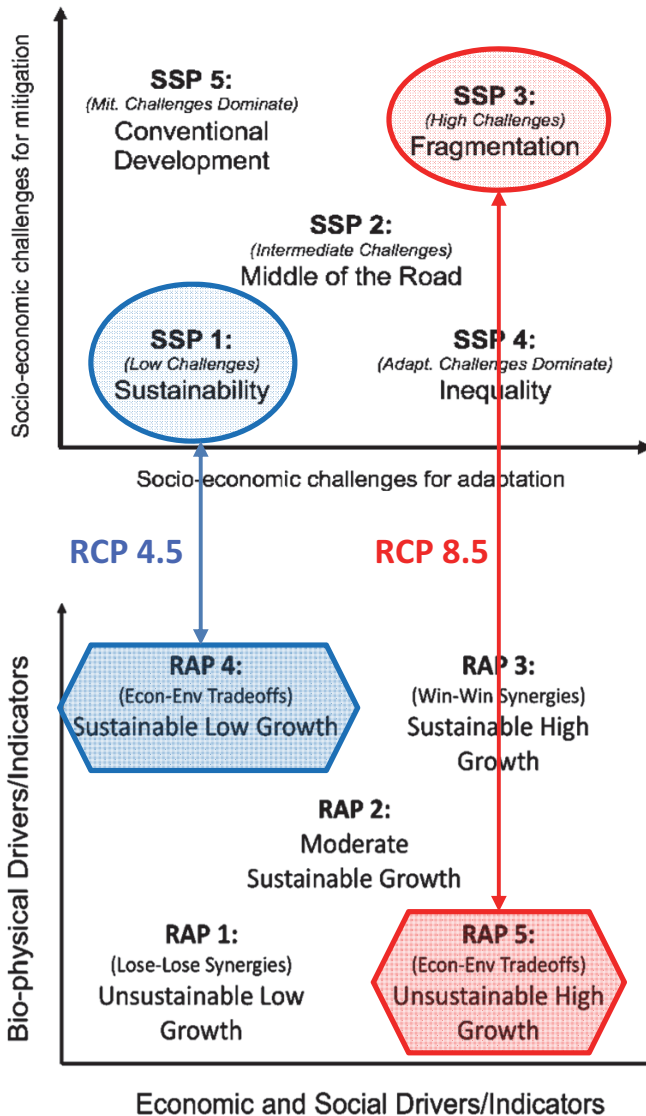 Socio-economic challenges for mitigation
SSP 5:
(Mit. Challenges Dominate)
Conventional
Development
SSP 3:
(High Challenges)
Fragmentation
SSP 2:
(Intermediate Challenges)
Middle of the Road
SSP 1:
(Low Challenges)
Sustainability
SSP 4:
(Adapt. Challenges Dominate)
Inequality
Socio-economic challenges for adaptation
RCP 4.5
RCP 8.5
Bio-physical Drivers/Indicators
RAP 4:
(Econ-Env Tradeoffs)
Sustainable Low Growth
RAP 3:
(Win-Win Synergies)
Sustainable High
Growth
RAP 2:
Moderate
Sustainable Growth
RAP 1:
(Lose-Lose Synergies)
Unsustainable Low
Growth
RAP 5:
(Econ-Env Tradeoffs)
Unsustainable High
Growth
Economic and Social Drivers/Indicators